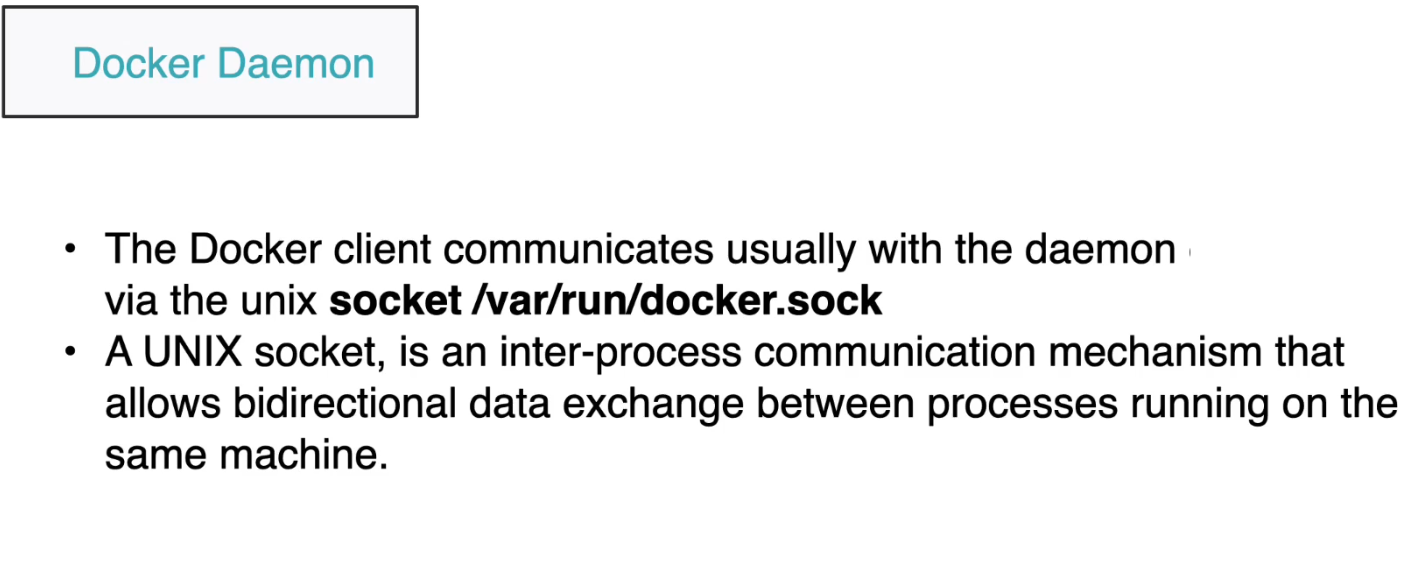 Docker Daemon
• The Docker client communicates usually with the daemon
via the unix socket /var/run/docker.sock
• A UNIX socket, is an inter-process communication mechanism that
allows bidirectional data exchange between processes running on the
same machine.